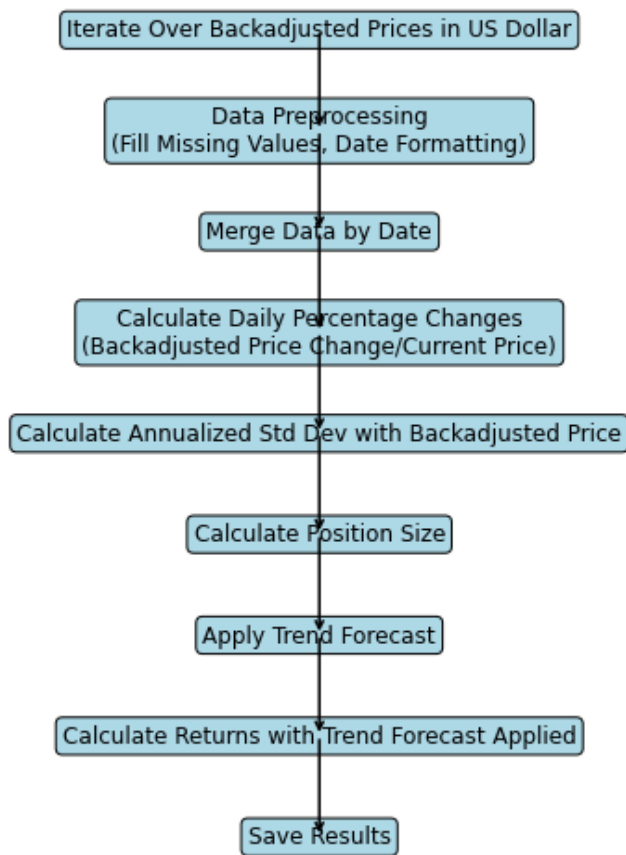 Iterate Over Backadjusted Prices in US Dollar
Data Preprocessing
(Fill Missing Values, Date Formatting)
Merge Data by Date
Calculate Daily Percentage Changes
(Backadjusted Price Change/Current Price)
Calculate Annualized Std Dev with Backadjusted Price
Calculate Position Size
Apply Trend Forecast
Calculate Returns with Trend Forecast Applied
Save Results